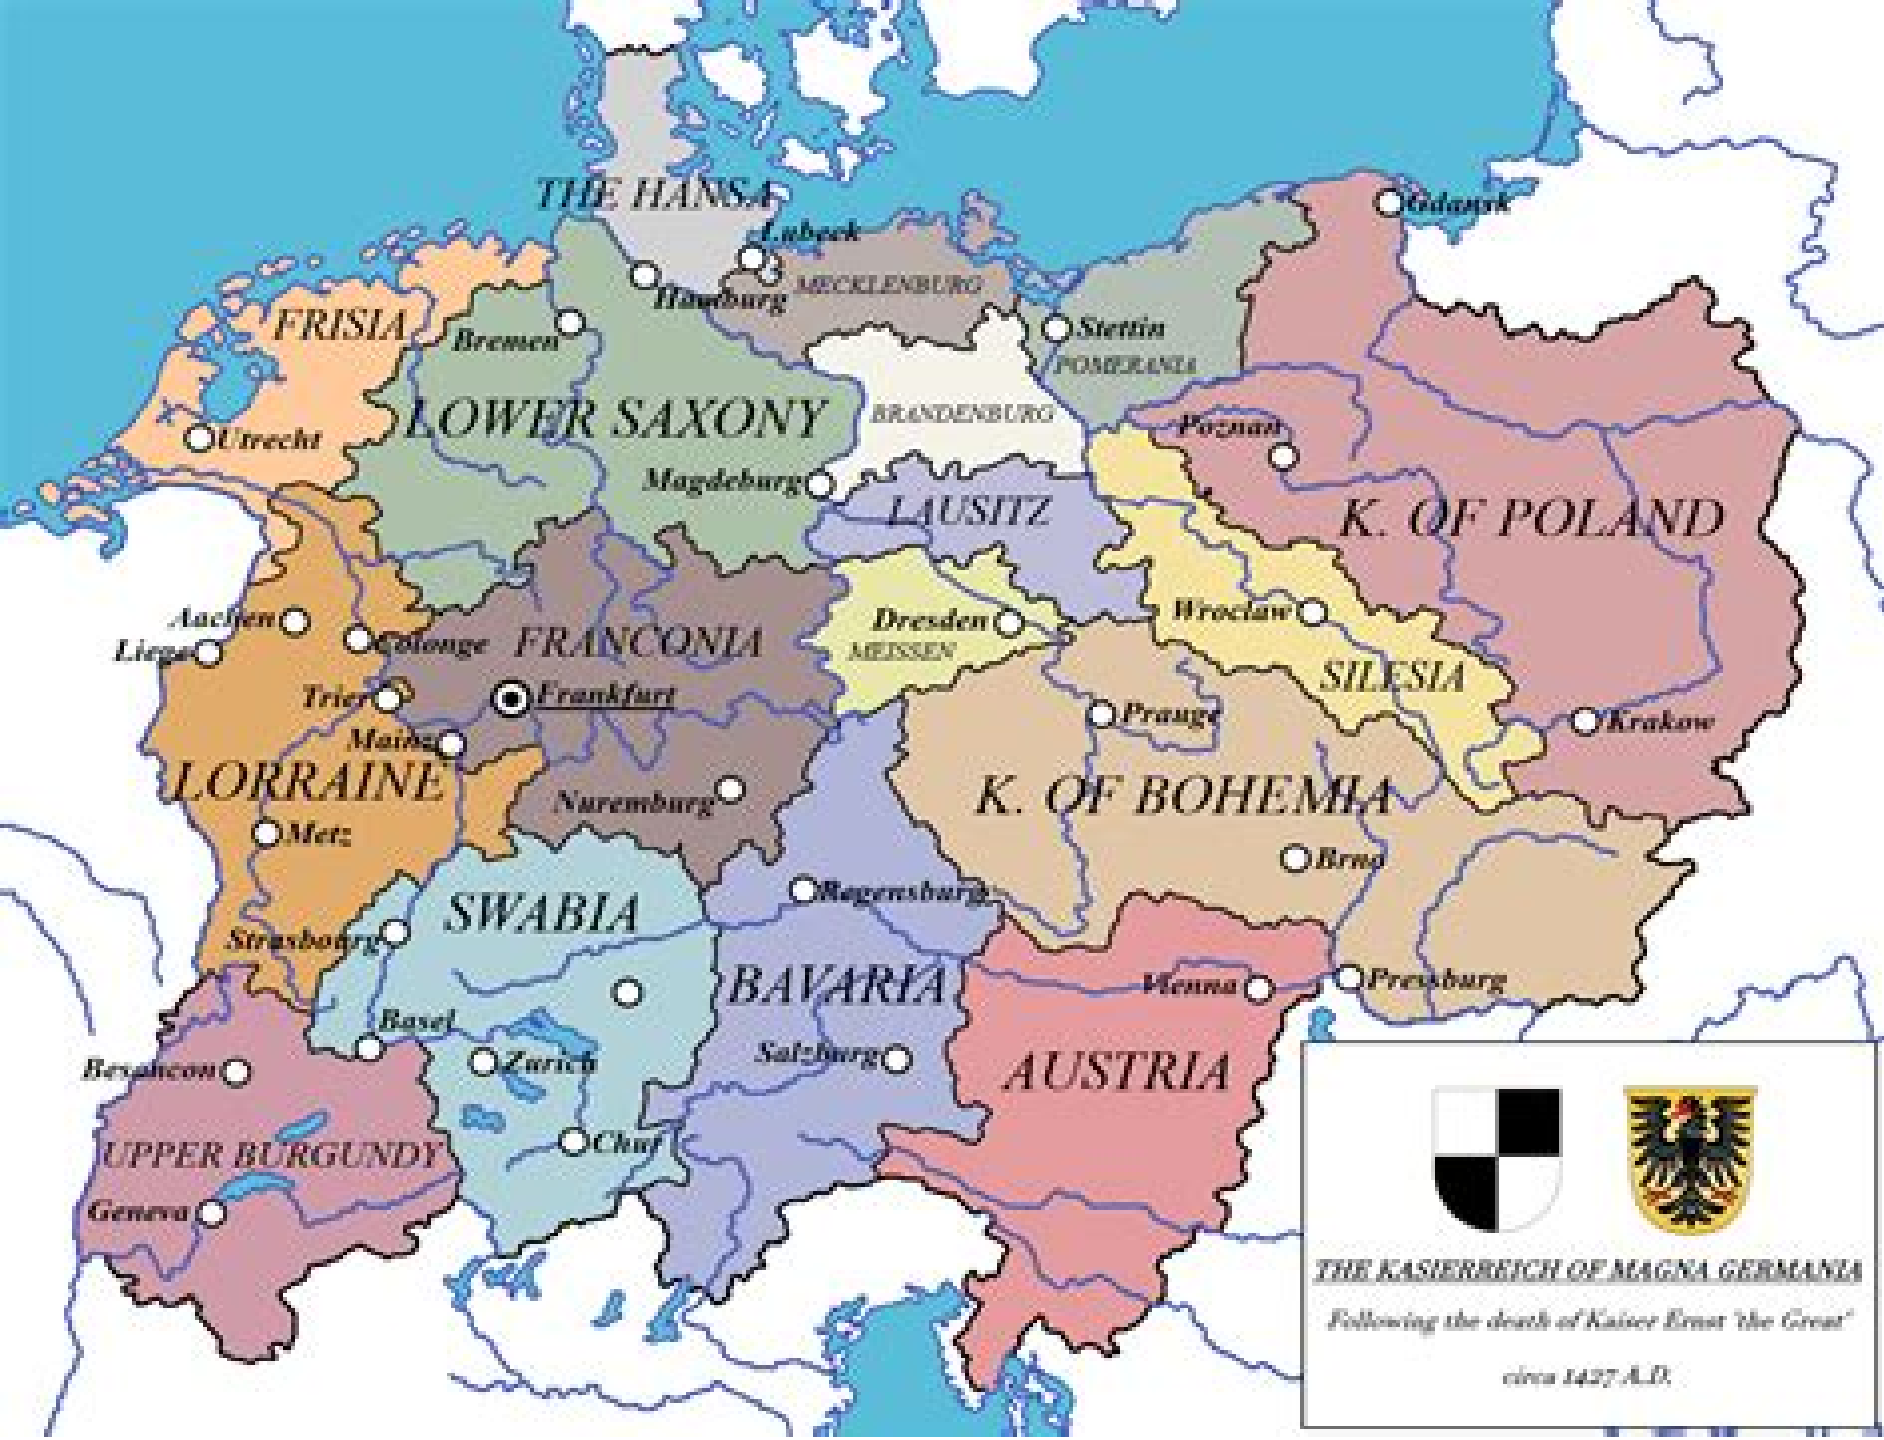 THE HANSA
Gdansk
Lubeck
Hamburg
MECKLENBURG
FRISIA
Bremen
Stettin
POMERANIA
LOWER SAXONY
BRANDENBURG
Utrecht
Poznan
Magdeburg
LAUSITZ
K. OF POLAND
Aachen
Liege
Colonge
FRANCONIA
Dresden
MEISSEN
Wroclaw
SILESIA
Trier
Frankfurt
Prauge
Krakow
Mainz
LORRAINE
Nuremburg
K. OF BOHEMIA
Metz
Brno
SWABIA
Regensburg
Strasbourg
BAVARIA
Vienna
Pressburg
Basel
Besancon
Zurich
Salzburg
AUSTRIA
UPPER BURGUNDY
Chur
Geneva
THE KASIERREICH OF MAGNA GERMANIA
Following the death of Kaiser Ernst 'the Great'
circa 1427 A.D.